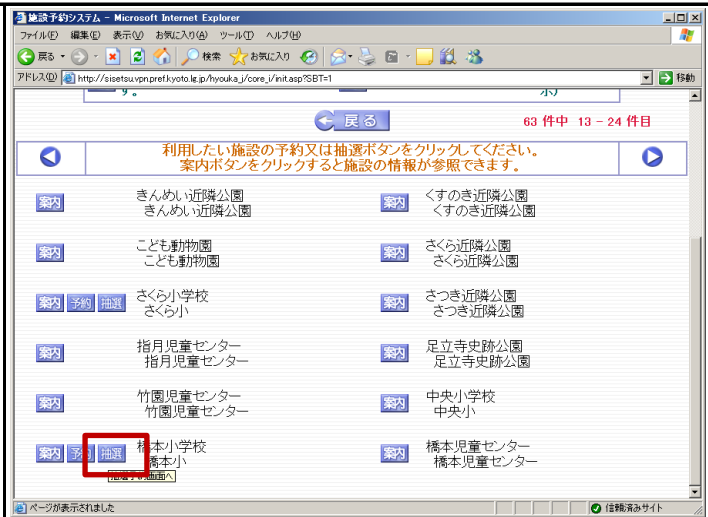 施設予約システム - Microsoft Internet Explorer
ファイル(F) 編集(E) 表示(V) お気に入り(A) ツール(T) ヘルプ(H)
戻る 検索 お気に入り
アドレス(D) http://sisetsu.vpn.pref.kyoto.lg.jp/hyouka_j/core_i/init.asp?SBT=1 移動
す。
小)
戻る 63 件中 13 - 24 件目
利用したい施設の予約又は抽選ボタンをクリックしてください。
案内ボタンをクリックすると施設の情報が参照できます。
案内 きんめい近隣公園 案内 くすのき近隣公園
きんめい近隣公園 くすのき近隣公園
案内 こども動物園 案内 さくら近隣公園
こども動物園 さくら近隣公園
案内 予約 抽選 さくら小学校 案内 さつき近隣公園
さくら小 さつき近隣公園
案内 指月児童センター 案内 足立寺史跡公園
指月児童センター 足立寺史跡公園
案内 竹園児童センター 案内 中央小学校
竹園児童センター 中央小
案内 予約 抽選 橋本小学校 案内 橋本児童センター
橋本小 橋本児童センター
ページが表示されました 信頼済みサイト